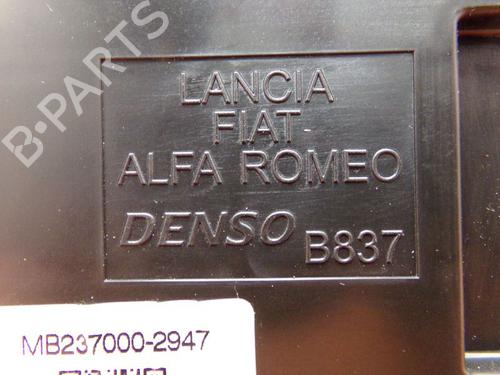 B-PARTS
LANCIA
FIAT
ALFA ROMEO
DENSO B837
MB237000-2947